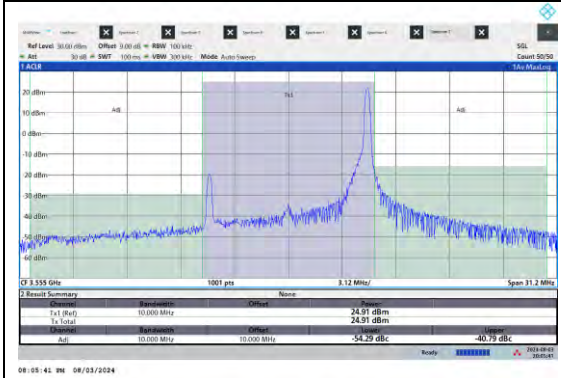 Ref Level 30.00 dBm Offset 9.00 dB RBW 100 kHz SGL
Att 30 dB SWT 100 ms VBW 300 kHz Mode Auto Sweep Count 50/50
1 ACLR 1Av MaxLog
20 dBm
Tx1
Adj Adj
10 dBm
0 dBm
-10 dBm
-20 dBm
-30 dBm
-40 dBm
-50 dBm
-60 dBm
CF 3.555 GHz 1001 pts 3.12 MHz/ Span 31.2 MHz
2 Result Summary None
Channel Bandwidth Offset Power
Tx1 (Ref) 10.000 MHz 24.91 dBm
Tx Total 24.91 dBm
Channel Bandwidth Offset Lower Upper
Adj 10.000 MHz 10.000 MHz -54.29 dBc -40.79 dBc
Ready
08:05:41 PM 08/03/2024